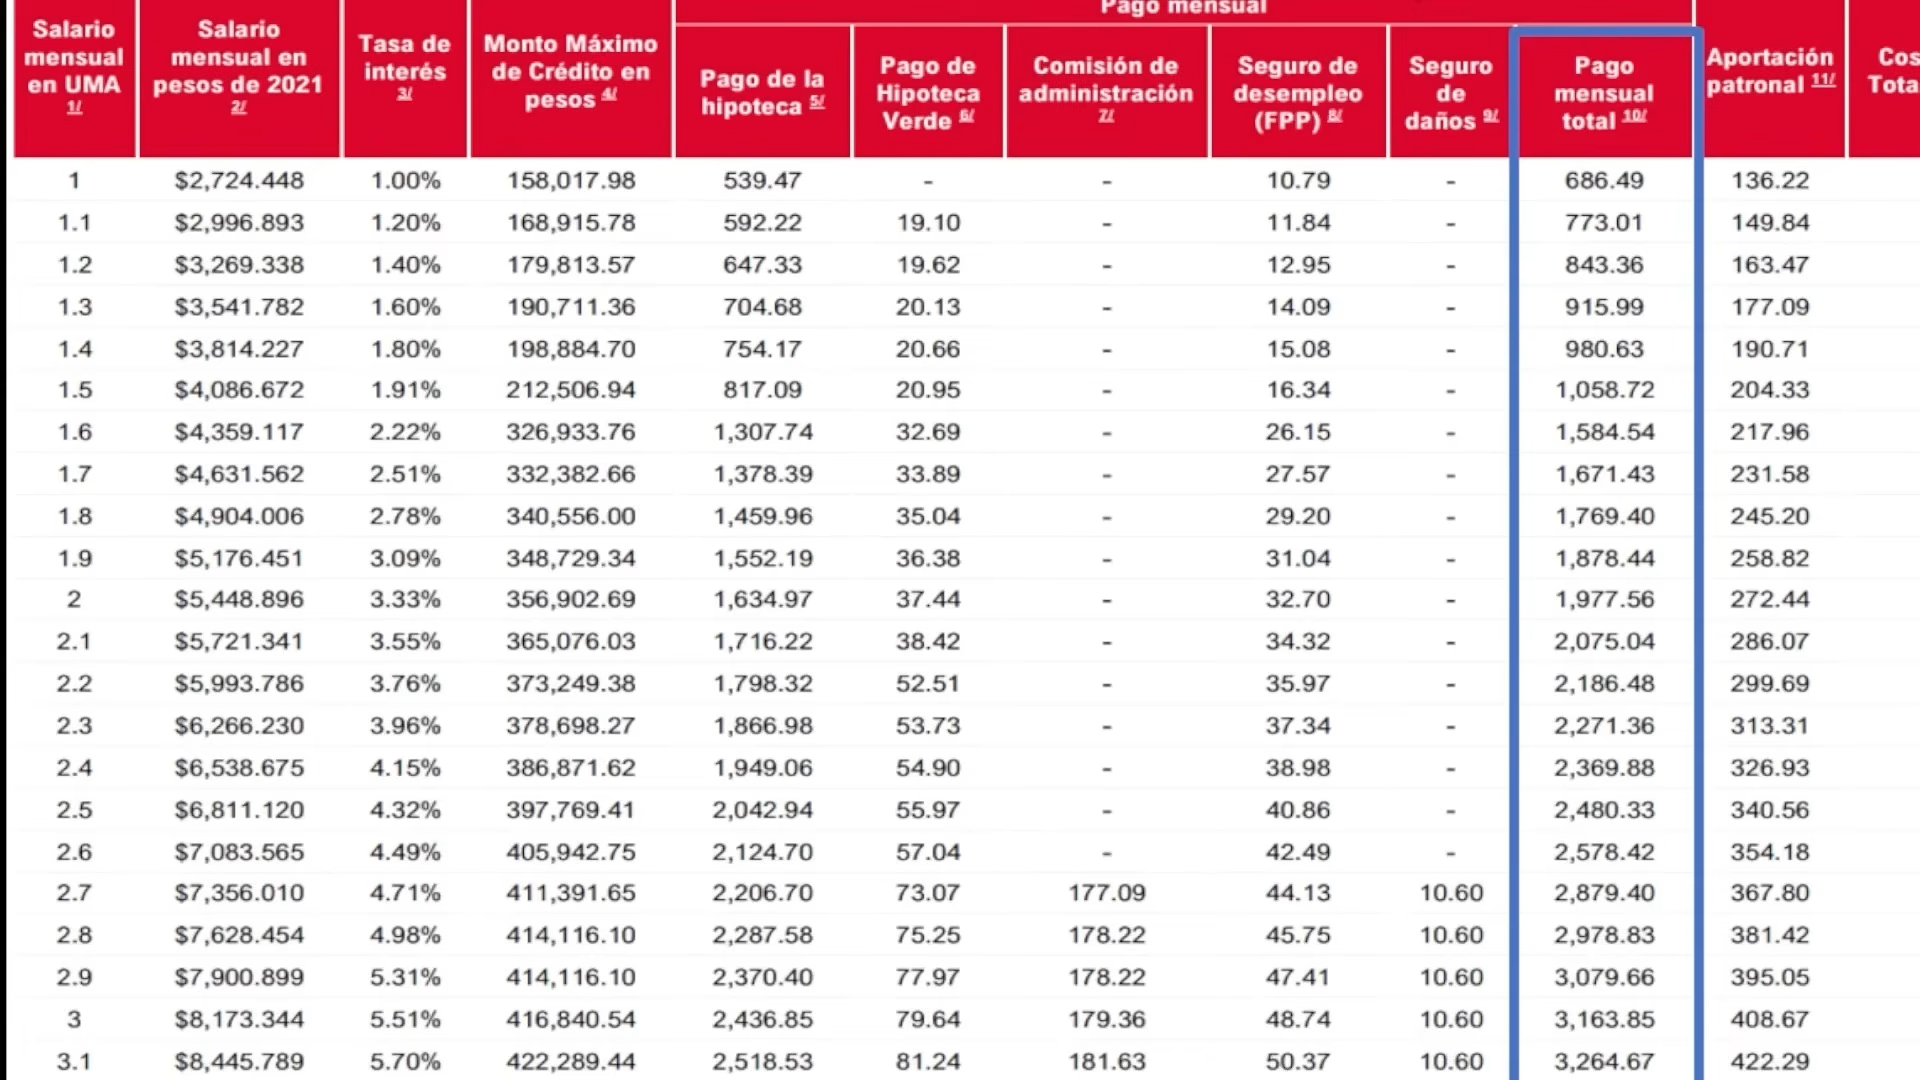 Pago mensual
Salario mensual en UMA 1/ | Salario mensual en pesos de 2021 2/ | Tasa de interés 3/ | Monto Máximo de Crédito en pesos 4/ | Pago de la hipoteca 5/ | Pago de Hipoteca Verde 6/ | Comisión de administración 7/ | Seguro de desempleo (FPP) 8/ | Seguro de daños 9/ | Pago mensual total 10/ | Aportación patronal 11/
1 $2,724.448 1.00% 158,017.98 539.47 - - 10.79 - 686.49 136.22
1.1 $2,996.893 1.20% 168,915.78 592.22 19.10 - 11.84 - 773.01 149.84
1.2 $3,269.338 1.40% 179,813.57 647.33 19.62 - 12.95 - 843.36 163.47
1.3 $3,541.782 1.60% 190,711.36 704.68 20.13 - 14.09 - 915.99 177.09
1.4 $3,814.227 1.80% 198,884.70 754.17 20.66 - 15.08 - 980.63 190.71
1.5 $4,086.672 1.91% 212,506.94 817.09 20.95 - 16.34 - 1,058.72 204.33
1.6 $4,359.117 2.22% 326,933.76 1,307.74 32.69 - 26.15 - 1,584.54 217.96
1.7 $4,631.562 2.51% 332,382.66 1,378.39 33.89 - 27.57 - 1,671.43 231.58
1.8 $4,904.006 2.78% 340,556.00 1,459.96 35.04 - 29.20 - 1,769.40 245.20
1.9 $5,176.451 3.09% 348,729.34 1,552.19 36.38 - 31.04 - 1,878.44 258.82
2 $5,448.896 3.33% 356,902.69 1,634.97 37.44 - 32.70 - 1,977.56 272.44
2.1 $5,721.341 3.55% 365,076.03 1,716.22 38.42 - 34.32 - 2,075.04 286.07
2.2 $5,993.786 3.76% 373,249.38 1,798.32 52.51 - 35.97 - 2,186.48 299.69
2.3 $6,266.230 3.96% 378,698.27 1,866.98 53.73 - 37.34 - 2,271.36 313.31
2.4 $6,538.675 4.15% 386,871.62 1,949.06 54.90 - 38.98 - 2,369.88 326.93
2.5 $6,811.120 4.32% 397,769.41 2,042.94 55.97 - 40.86 - 2,480.33 340.56
2.6 $7,083.565 4.49% 405,942.75 2,124.70 57.04 - 42.49 - 2,578.42 354.18
2.7 $7,356.010 4.71% 411,391.65 2,206.70 73.07 177.09 44.13 10.60 2,879.40 367.80
2.8 $7,628.454 4.98% 414,116.10 2,287.58 75.25 178.22 45.75 10.60 2,978.83 381.42
2.9 $7,900.899 5.31% 414,116.10 2,370.40 77.97 178.22 47.41 10.60 3,079.66 395.05
3 $8,173.344 5.51% 416,840.54 2,436.85 79.64 179.36 48.74 10.60 3,163.85 408.67
3.1 $8,445.789 5.70% 422,289.44 2,518.53 81.24 181.63 50.37 10.60 3,264.67 422.29